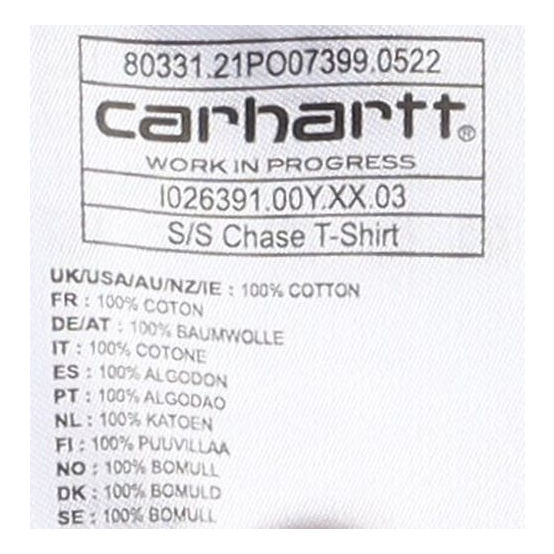 80331.21PO07399.0522
carhartt®
WORK IN PROGRESS
I026391.00Y.XX.03
S/S Chase T-Shirt
UK/USA/AU/NZ/IE : 100% COTTON
FR : 100% COTON
DE/AT : 100% BAUMWOLLE
IT : 100% COTONE
ES : 100% ALGODON
PT : 100% ALGODAO
NL : 100% KATOEN
FI : 100% PUUVILLAA
NO : 100% BOMULL
DK : 100% BOMULD
SE : 100% BOMULL